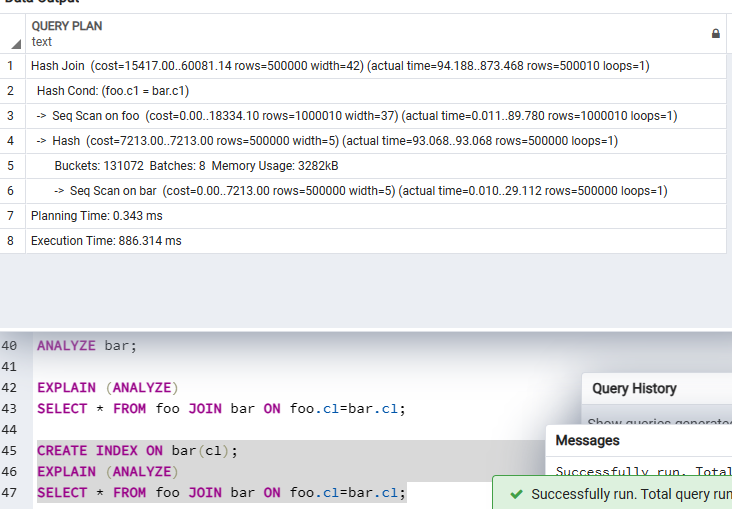 Data Output
QUERY PLAN
text
1 Hash Join (cost=15417.00..60081.14 rows=500000 width=42) (actual time=94.188..873.468 rows=500010 loops=1)
2 Hash Cond: (foo.c1 = bar.c1)
3 -> Seq Scan on foo (cost=0.00..18334.10 rows=1000010 width=37) (actual time=0.011..89.780 rows=1000010 loops=1)
4 -> Hash (cost=7213.00..7213.00 rows=500000 width=5) (actual time=93.068..93.068 rows=500000 loops=1)
5 Buckets: 131072 Batches: 8 Memory Usage: 3282kB
6 -> Seq Scan on bar (cost=0.00..7213.00 rows=500000 width=5) (actual time=0.010..29.112 rows=500000 loops=1)
7 Planning Time: 0.343 ms
8 Execution Time: 886.314 ms
40 ANALYZE bar;
41
42 EXPLAIN (ANALYZE)
43 SELECT * FROM foo JOIN bar ON foo.c1=bar.c1;
44
45 CREATE INDEX ON bar(c1);
46 EXPLAIN (ANALYZE)
47 SELECT * FROM foo JOIN bar ON foo.c1=bar.c1;
Query History
Show queries
Messages
Successfully run. Total
Successfully run. Total query run